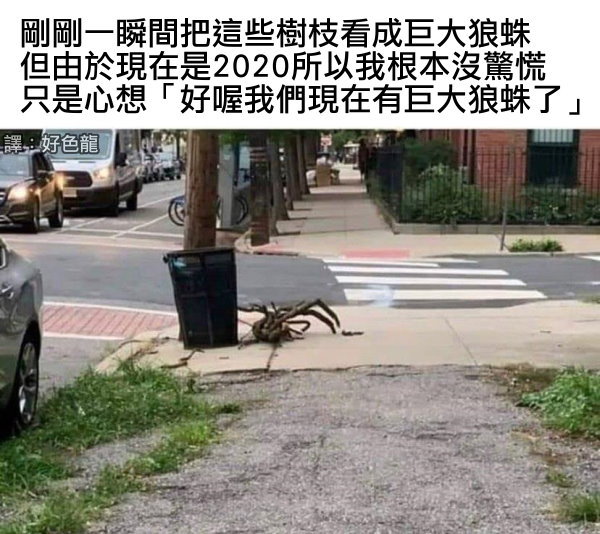 剛剛一瞬間把這些樹枝看成巨大狼蛛
但由於現在是2020所以我根本沒驚慌
只是心想「好喔我們現在有巨大狼蛛了」
譯：好色龍